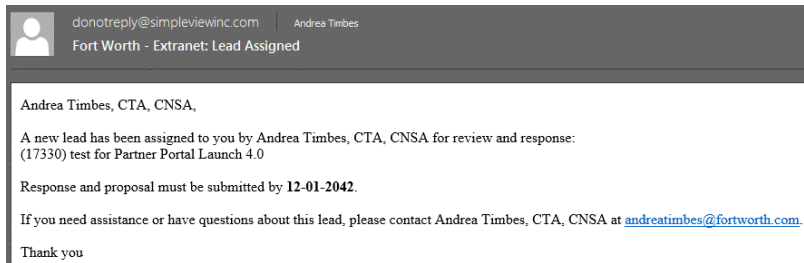 donotreply@simpleviewinc.com Andrea Timbes
Fort Worth - Extranet: Lead Assigned
Andrea Timbes, CTA, CNSA,
A new lead has been assigned to you by Andrea Timbes, CTA, CNSA for review and response:
(17330) test for Partner Portal Launch 4.0
Response and proposal must be submitted by 12-01-2042.
If you need assistance or have questions about this lead, please contact Andrea Timbes, CTA, CNSA at andreatimbes@fortworth.com.
Thank you